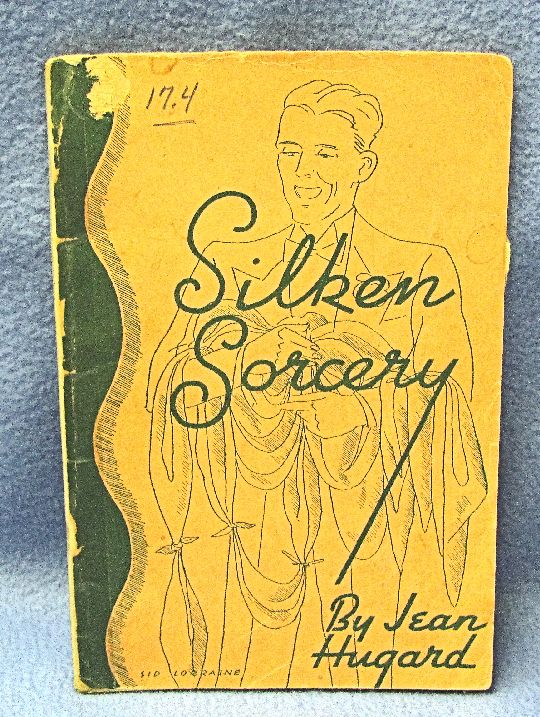 17.4
Silken
Sorcery
By Jean
Hugard
SID LORRAINE